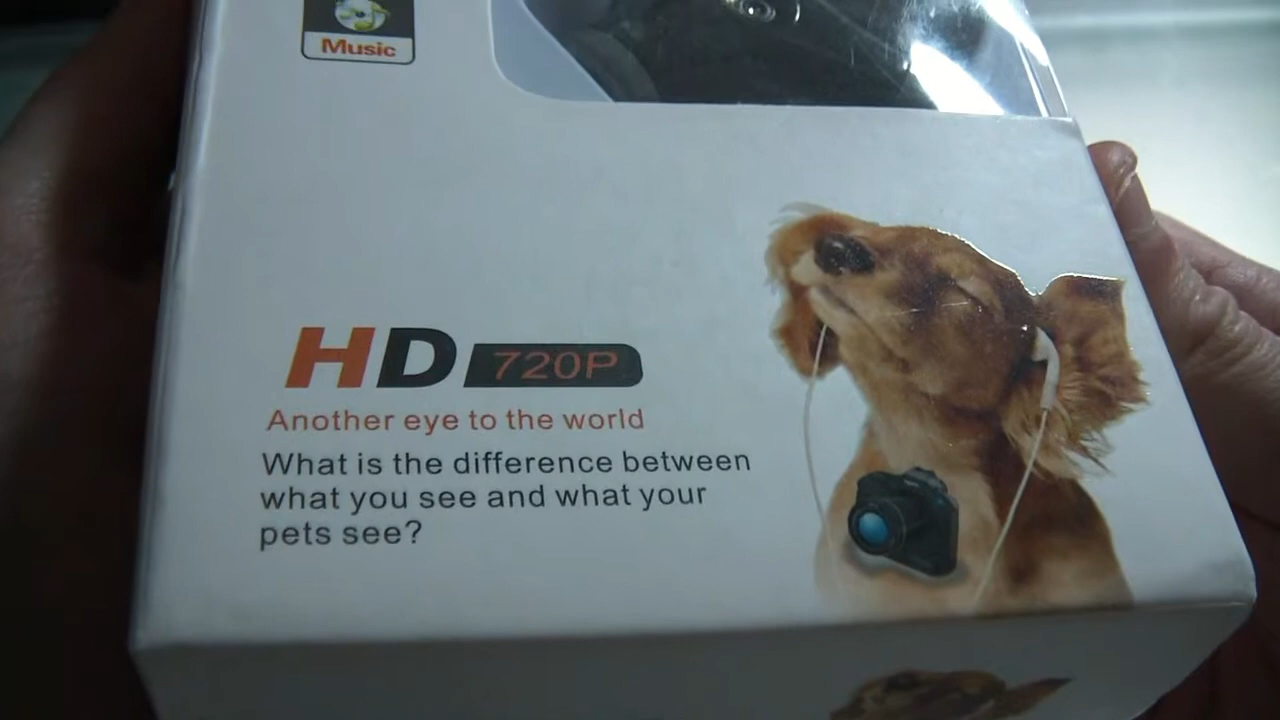 Music
HD 720P
Another eye to the world
What is the difference between
what you see and what your
pets see?